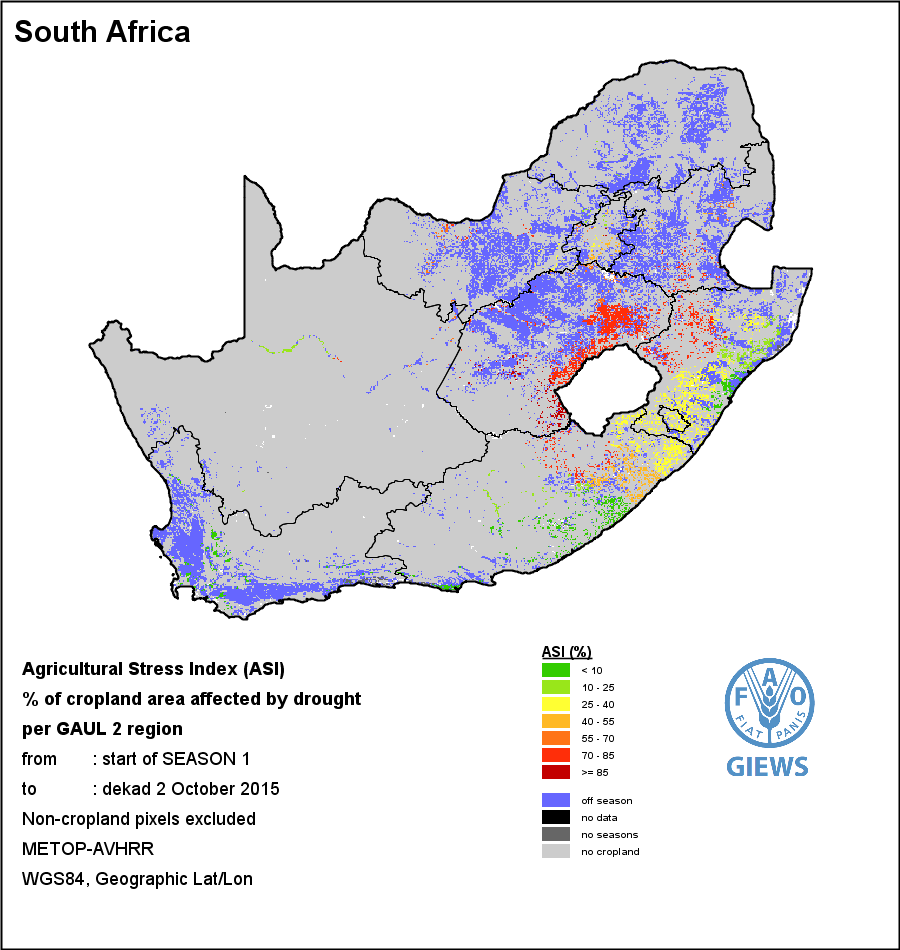 South Africa
Agricultural Stress Index (ASI)
% of cropland area affected by drought
per GAUL 2 region
from : start of SEASON 1
to : dekad 2 October 2015
Non-cropland pixels excluded
METOP-AVHRR
WGS84, Geographic Lat/Lon
ASI (%)
< 10
10 - 25
25 - 40
40 - 55
55 - 70
70 - 85
>= 85
off season
no data
no seasons
no cropland
F A O
FIAT PANIS
GIEWS